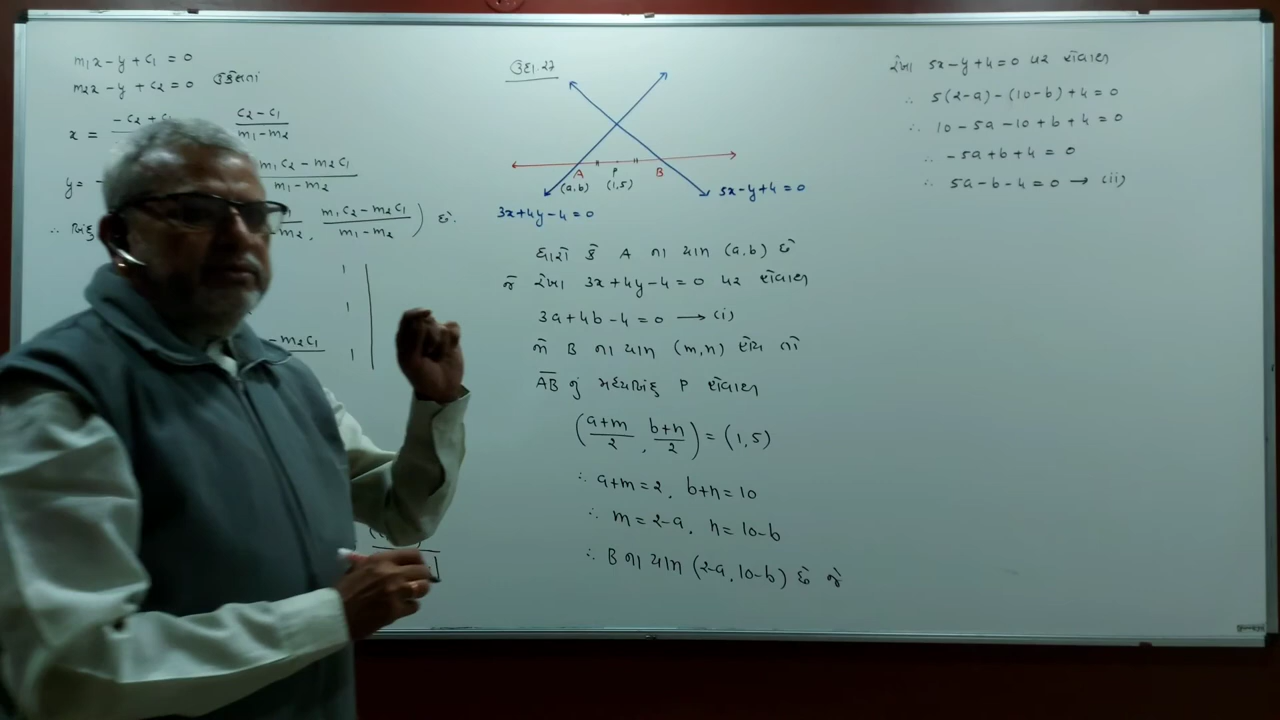 m₁x-y+c₁ = 0
m₂x-y+c₂ = 0 ઉકેલતાં
x =
c₂-c₁
m₁-m₂
y =
m₁c₂-m₂c₁
m₁-m₂
∴ બિંદુ
m₁c₂-m₂c₁
m₁-m₂
છે.
1
1
-m₂c₁
1
ઉદા.27
A P B
(a,b) (1,5)
5x-y+4=0
3x+4y-4=0
ધારો કે A ના યામ (a,b) છે
જે રેખા 3x+4y-4=0 પર હોવાથી
3a+4b-4=0 → (i)
ને B ના યામ (m,n) હોય તો
AB નું મધ્યબિંદુ P હોવાથી
(a+m/2, b+n/2) = (1,5)
∴ a+m=2, b+n=10
∴ m=2-a, n=10-b
∴ B ના યામ (2-a,10-b) છે જે
રેખા 5x-y+4=0 પર હોવાથી
∴ 5(2-a)-(10-b)+4=0
∴ 10-5a-10+b+4=0
∴ -5a+b+4=0
∴ 5a-b-4=0 → (ii)